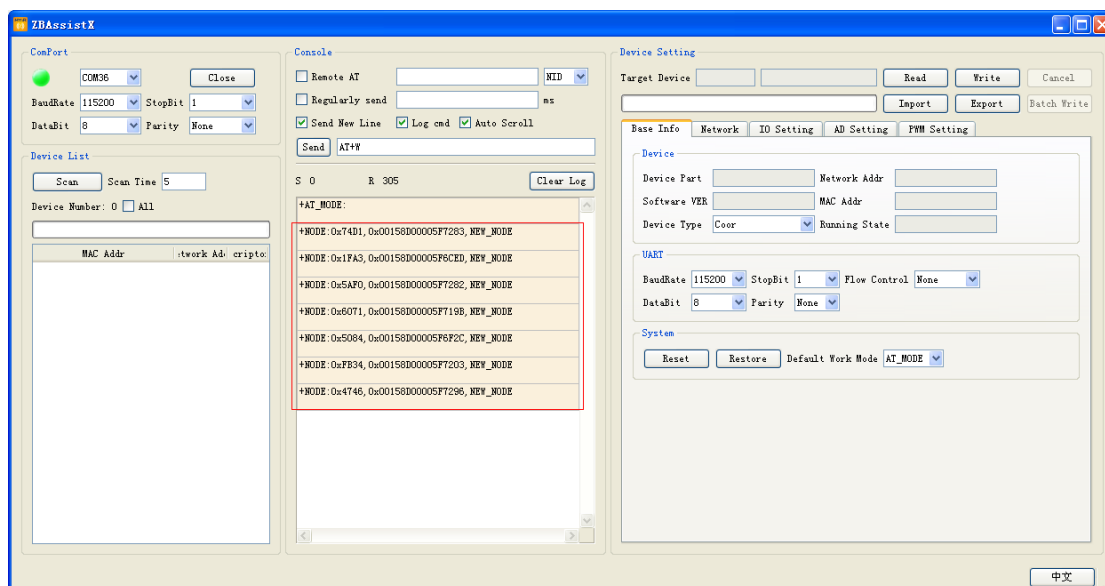 ZBAssistX
ComPort
COM36 Close
BaudRate 115200 StopBit 1
DataBit 8 Parity None
Device List
Scan Scan Time 5
Device Number: 0 All
MAC Addr :twork Ad( cripto:
Console
Remote AT NID
Regularly send ms
Send New Line Log cmd Auto Scroll
Send AT+W
S 0 R 305 Clear Log
+AT_MODE:
+NODE:0x74D1,0x00158D00005F7283,NEW_NODE
+NODE:0x1FA3,0x00158D00005F6CED,NEW_NODE
+NODE:0x5AF0,0x00158D00005F7282,NEW_NODE
+NODE:0x6071,0x00158D00005F719B,NEW_NODE
+NODE:0x5084,0x00158D00005F6F2C,NEW_NODE
+NODE:0xFB34,0x00158D00005F7203,NEW_NODE
+NODE:0x4746,0x00158D00005F7296,NEW_NODE
Device Setting
Target Device Read Write Cancel
Import Export Batch Write
Base Info Network IO Setting AD Setting PWM Setting
Device
Device Part Network Addr
Software VER MAC Addr
Device Type Coor Running State
UART
BaudRate 115200 StopBit 1 Flow Control None
DataBit 8 Parity None
System
Reset Restore Default Work Mode AT_MODE
中文